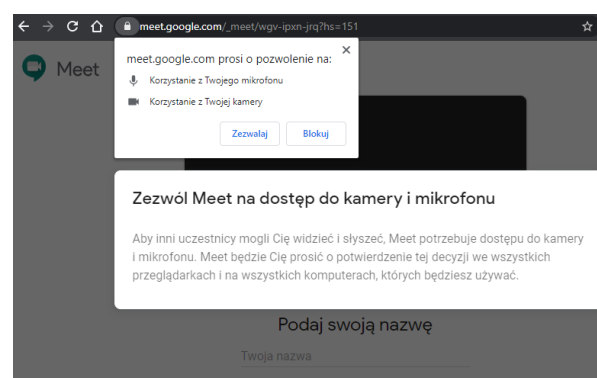 meet.google.com/_meet/wgv-ipxn-jrq?hs=151
Meet
meet.google.com prosi o pozwolenie na:
Korzystanie z Twojego mikrofonu
Korzystanie z Twojej kamery
Zezwalaj Blokuj
Zezwól Meet na dostęp do kamery i mikrofonu
Aby inni uczestnicy mogli Cię widzieć i słyszeć, Meet potrzebuje dostępu do kamery
i mikrofonu. Meet będzie Cię prosić o potwierdzenie tej decyzji we wszystkich
przeglądarkach i na wszystkich komputerach, których będziesz używać.
Podaj swoją nazwę
Twoja nazwa